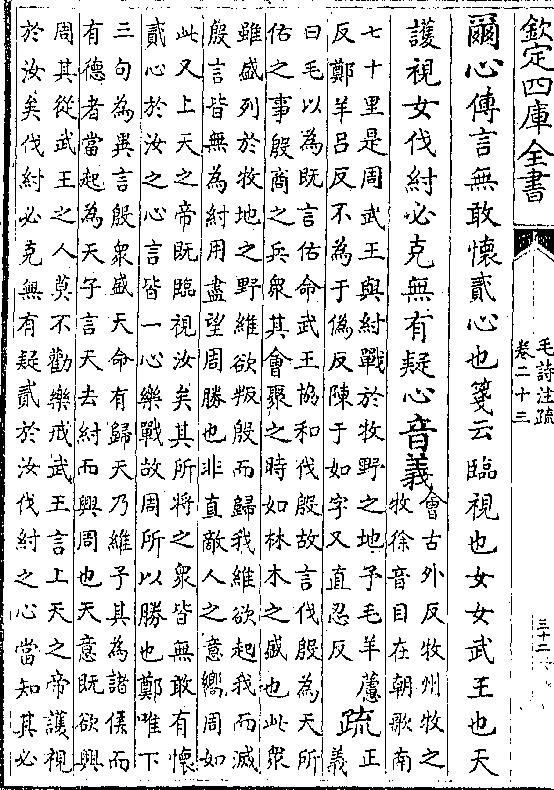 欽定四庫全書
毛詩注疏
卷二十三
三十二
爾心傳言無敢懷貳心也箋云臨視也女女武王也天
護視女伐紂必克無有疑心音義
會古外反牧州牧之
牧徐音目在朝歌南
七十里是周武王與紂戰於牧野之地予毛羊慮
反鄭羊呂反不為于偽反陳于如字又直忍反
疏
正
義
曰毛以為既言佑命武王協和伐殷故言伐殷為天所
佑之事殷商之兵衆其會聚之時如林木之盛也此衆
雖盛列於牧地之野維欲叛殷而歸我維欲起我而滅
殷言皆無為紂用盡望周勝也非直敵人之意嚮周如
此又上天之帝既臨視汝矣其所將之衆皆無敢有懷
貳心於汝之心言皆一心樂戰故周所以勝也鄭唯下
三句為異言殷衆盛天命有歸天乃維予其為諸侯而
有德者當起為天子言天去紂而興周也天意既欲興
周其從武王之人莫不勸樂戒武王言上天之帝護視
於汝矣伐紂必克無有疑貳於汝伐紂之心當知其必